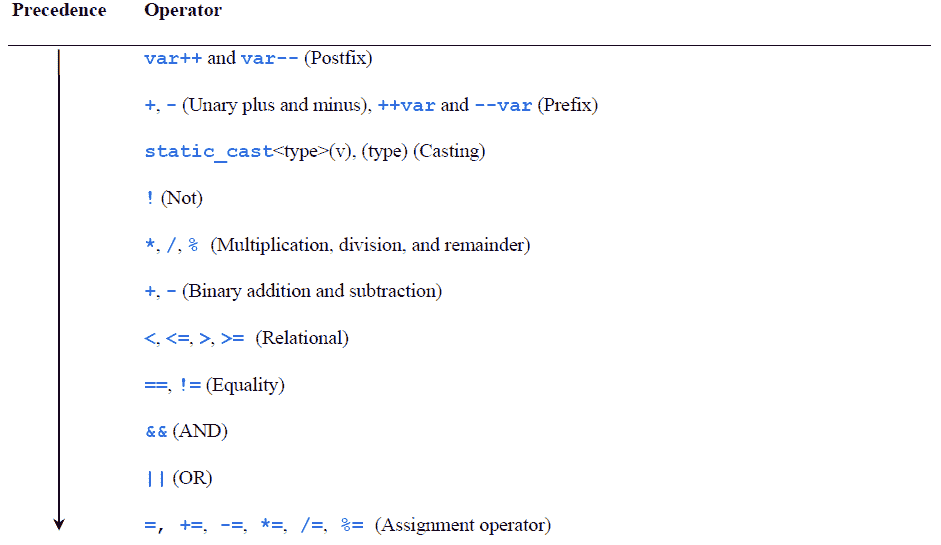 Precedence Operator
var++ and var-- (Postfix)
+, - (Unary plus and minus), ++var and --var (Prefix)
static_cast<type>(v), (type) (Casting)
! (Not)
*, /, % (Multiplication, division, and remainder)
+, - (Binary addition and subtraction)
<, <=, >, >= (Relational)
==, != (Equality)
&& (AND)
|| (OR)
=, +=, -=, *=, /=, %= (Assignment operator)